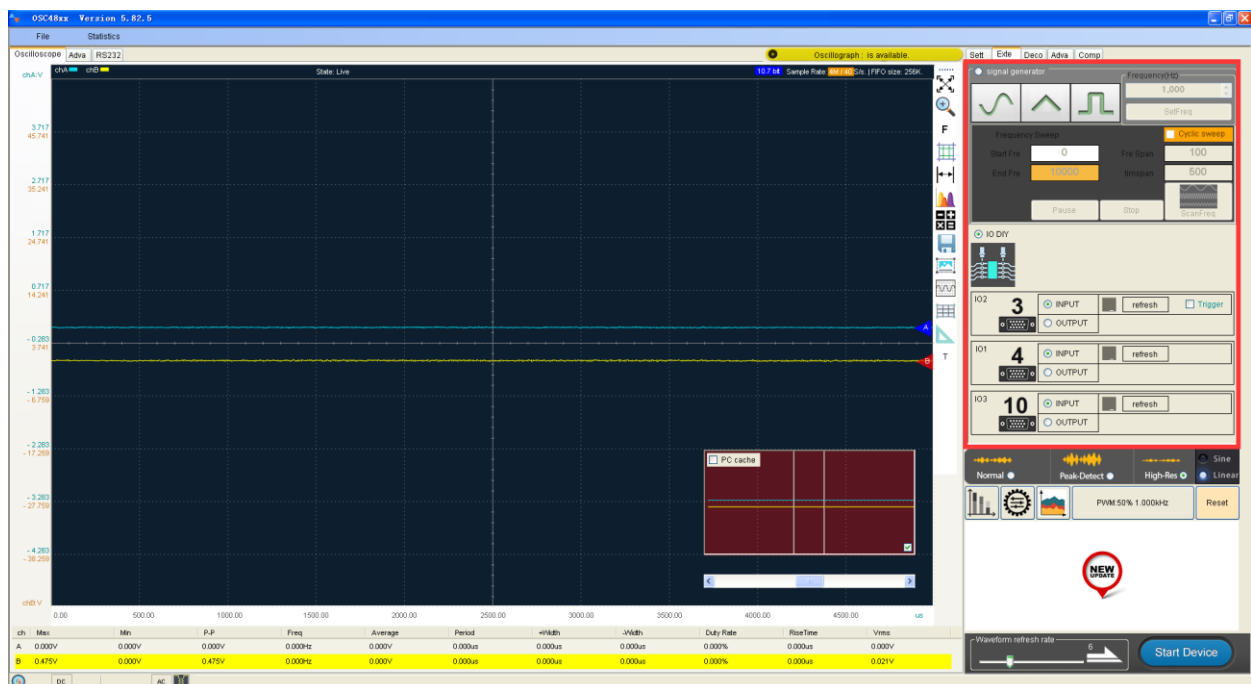 OSC48xx Version 5.82.5
File Statistics
Oscilloscope Adva RS232
Oscillograph : is available.
Sett Exte Deco Adva Comp
chA:V chA chB State: Live 10.7 bit Sample Rate: 4M / 40 S/s. | FIFO size: 256K.
signal generator
Frequency(Hz)
1,000
SetFreq
Frequency Sweep Cyclic sweep
Start Fre 0 Fre Span 100
End Fre 10000 timspan 500
Pause Stop ScanFreq
IO DIY
IO2 3 INPUT refresh Trigger
OUTPUT
IO1 4 INPUT refresh
OUTPUT
IO3 10 INPUT refresh
OUTPUT
Normal Peak-Detect High-Res Sine
Linear
PWM:50% 1.000kHz Reset
NEW
UPDATE
Waveform refresh rate
6
Start Device
F
T
3.717
45.741
2.717
35.241
1.717
24.741
0.717
14.241
- 0.283
3.741
- 1.283
- 6.759
- 2.283
- 17.259
- 3.283
- 27.759
- 4.283
- 38.259
chB:V
A
B
PC cache
0.00 500.00 1000.00 1500.00 2000.00 2500.00 3000.00 3500.00 4000.00 4500.00 us
ch Max Min P-P Freq Average Period +Width -Width Duty Rate RiseTime Vrms
A 0.000V 0.000V 0.000V 0.000Hz 0.000V 0.000us 0.000us 0.000us 0.000% 0.000us 0.000V
B 0.475V 0.000V 0.475V 0.000Hz 0.000V 0.000us 0.000us 0.000us 0.000% 0.000us 0.021V
DC AC